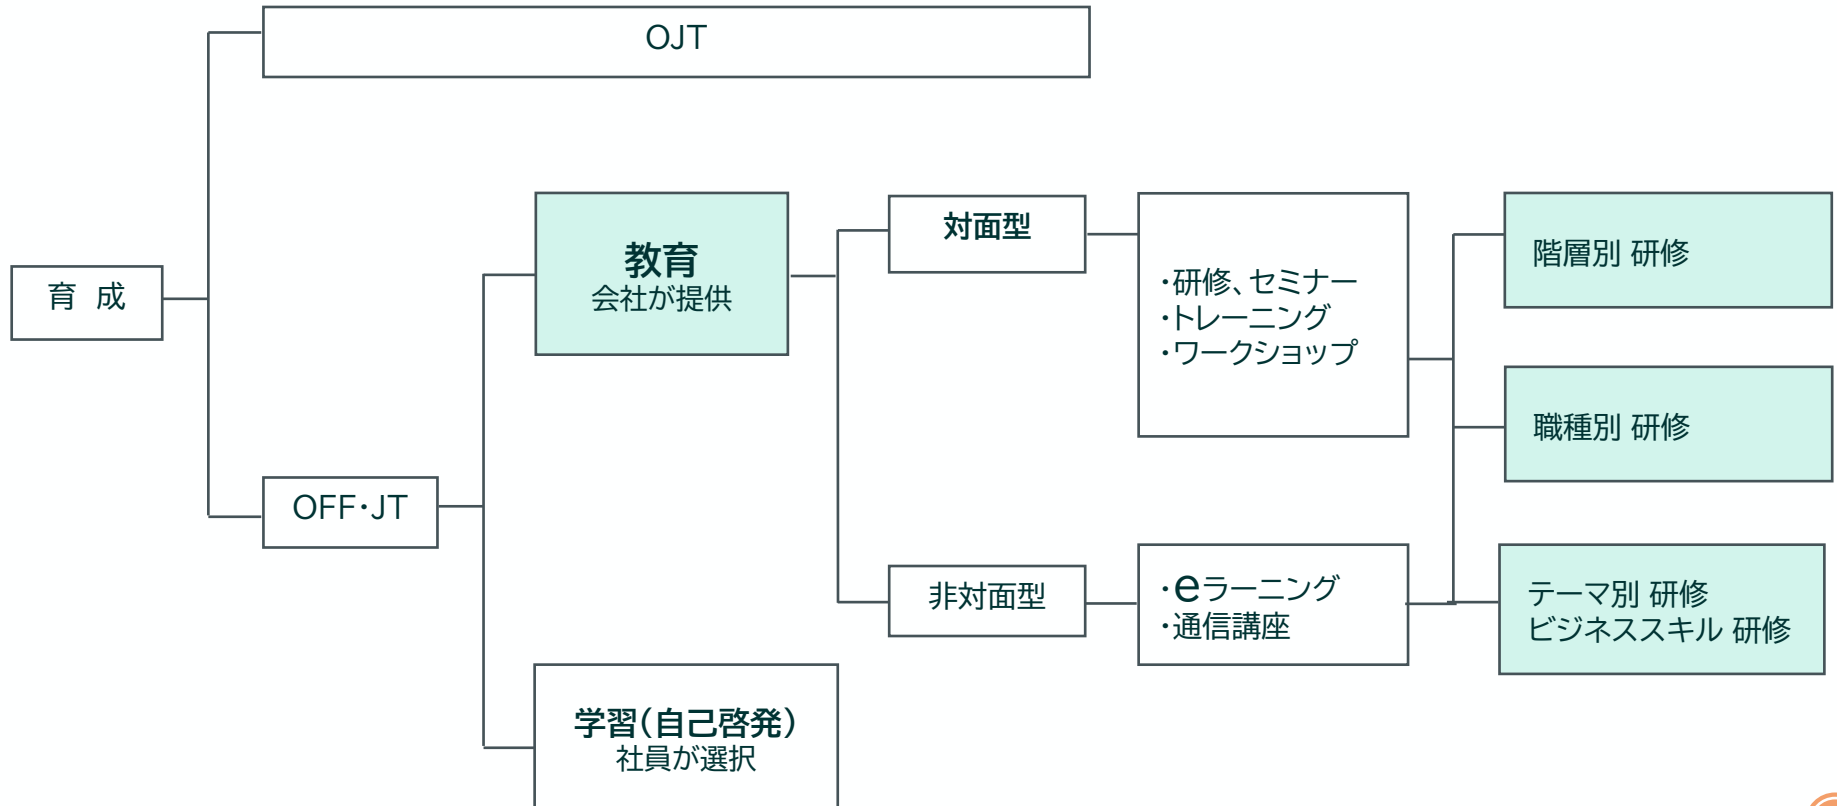 OJT
教育
会社が提供
対面型
・研修、セミナー
・トレーニング
・ワークショップ
階層別 研修
育 成
職種別 研修
OFF・JT
非対面型
・eラーニング
・通信講座
テーマ別 研修
ビジネススキル 研修
学習(自己啓発)
社員が選択